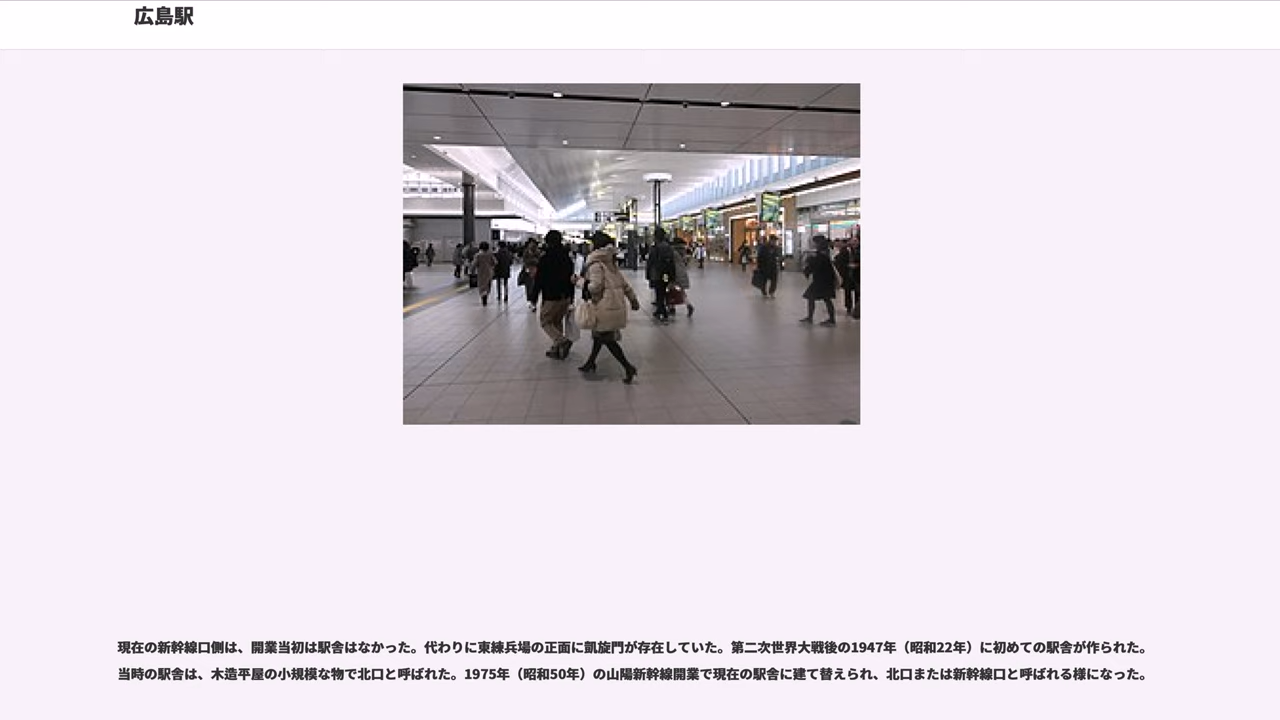 広島駅
現在の新幹線口側は、開業当初は駅舎はなかった。代わりに東練兵場の正面に凱旋門が存在していた。第二次世界大戦後の1947年（昭和22年）に初めての駅舎が作られた。
当時の駅舎は、木造平屋の小規模な物で北口と呼ばれた。1975年（昭和50年）の山陽新幹線開業で現在の駅舎に建て替えられ、北口または新幹線口と呼ばれる様になった。